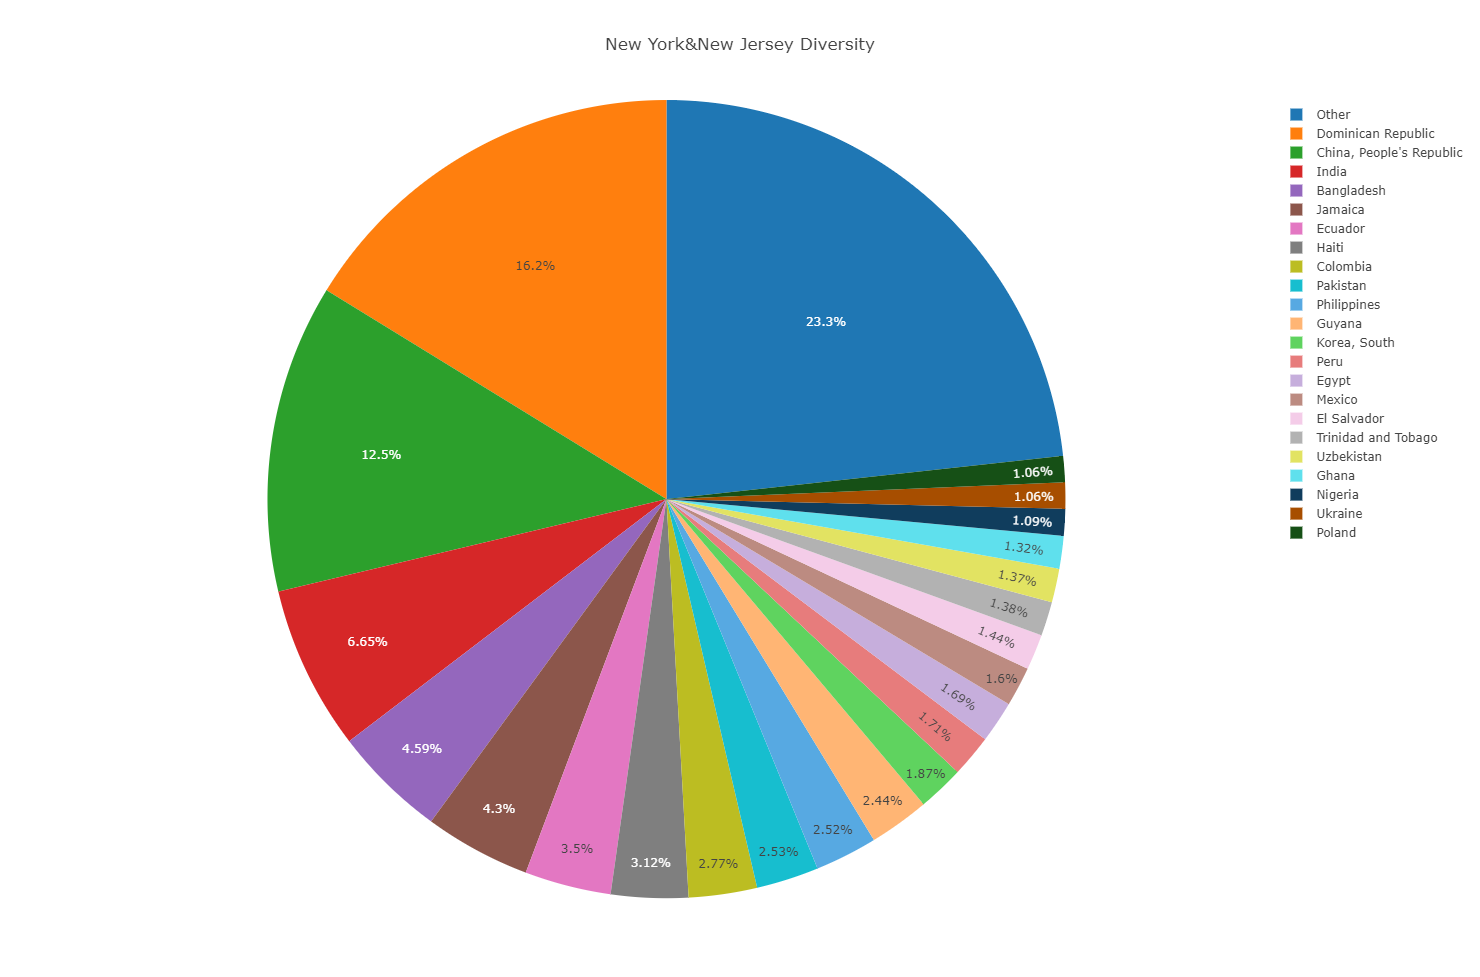 New York&New Jersey Diversity
Other
Dominican Republic
China, People's Republic
India
Bangladesh
Jamaica
Ecuador
Haiti
Colombia
Pakistan
Philippines
Guyana
Korea, South
Peru
Egypt
Mexico
El Salvador
Trinidad and Tobago
Uzbekistan
Ghana
Nigeria
Ukraine
Poland
23.3%
16.2%
12.5%
6.65%
4.59%
4.3%
3.5%
3.12%
2.77%
2.53%
2.52%
2.44%
1.87%
1.71%
1.69%
1.6%
1.44%
1.38%
1.37%
1.32%
1.09%
1.06%
1.06%